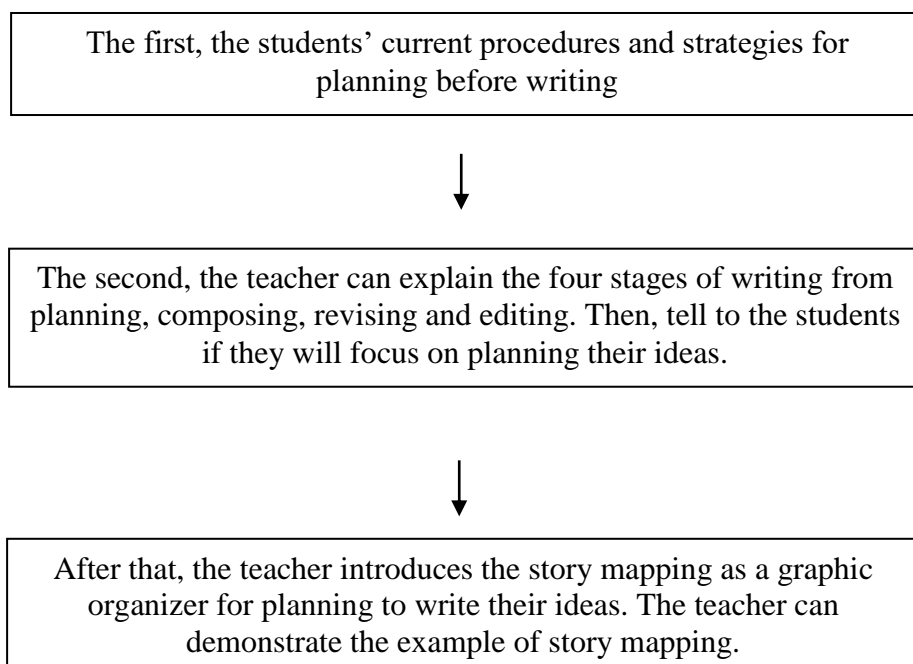 The first, the students’ current procedures and strategies for
planning before writing
The second, the teacher can explain the four stages of writing from
planning, composing, revising and editing. Then, tell to the students
if they will focus on planning their ideas.
After that, the teacher introduces the story mapping as a graphic
organizer for planning to write their ideas. The teacher can
demonstrate the example of story mapping.